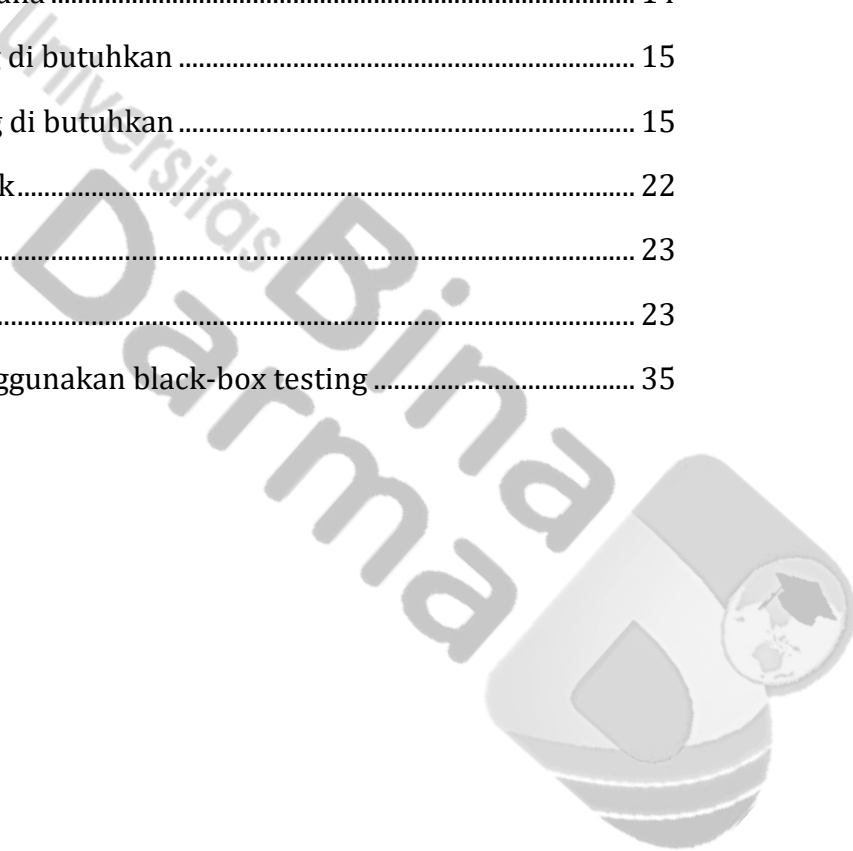 14
di butuhkan ........ 15
di butuhkan ........ 15
k ........ 22
........ 23
........ 23
ggunakan black-box testing ........ 35
Universitas
Bina
Darma